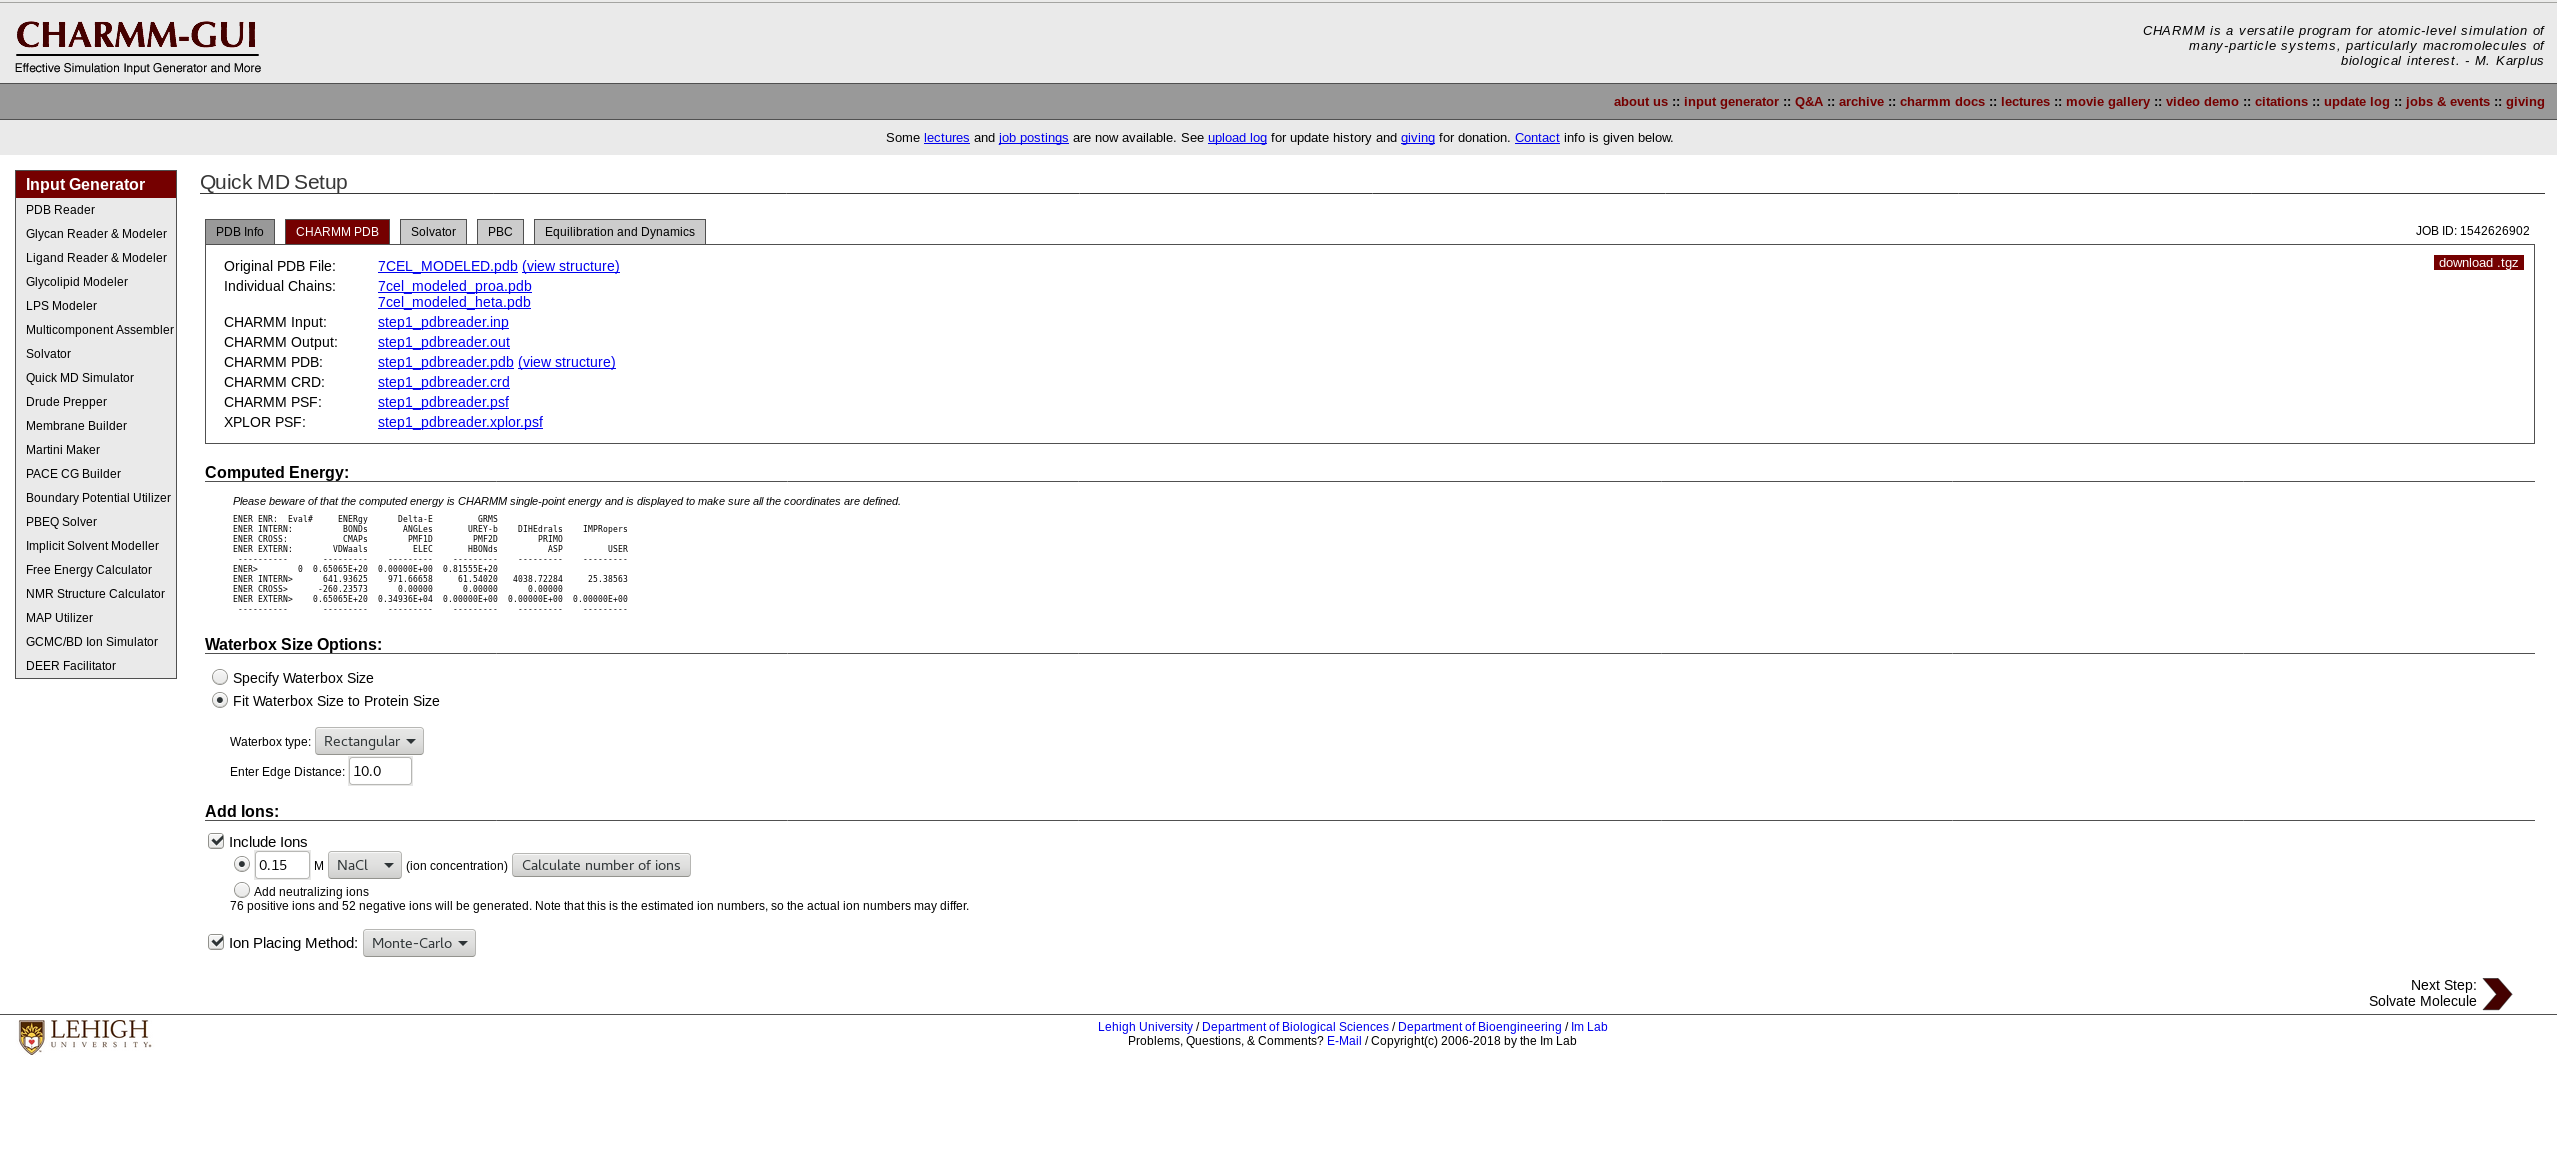 CHARMM-GUI
Effective Simulation Input Generator and More
CHARMM is a versatile program for atomic-level simulation of
many-particle systems, particularly macromolecules of
biological interest. - M. Karplus
about us :: input generator :: Q&A :: archive :: charmm docs :: lectures :: movie gallery :: video demo :: citations :: update log :: jobs & events :: giving
Some lectures and job postings are now available. See upload log for update history and giving for donation. Contact info is given below.
Input Generator
PDB Reader
Glycan Reader & Modeler
Ligand Reader & Modeler
Glycolipid Modeler
LPS Modeler
Multicomponent Assembler
Solvator
Quick MD Simulator
Drude Prepper
Membrane Builder
Martini Maker
PACE CG Builder
Boundary Potential Utilizer
PBEQ Solver
Implicit Solvent Modeller
Free Energy Calculator
NMR Structure Calculator
MAP Utilizer
GCMC/BD Ion Simulator
DEER Facilitator
Quick MD Setup
PDB Info CHARMM PDB Solvator PBC Equilibration and Dynamics JOB ID: 1542626902
download .tgz
Original PDB File: 7CEL_MODELED.pdb (view structure)
Individual Chains: 7cel_modeled_proa.pdb
7cel_modeled_heta.pdb
CHARMM Input: step1_pdbreader.inp
CHARMM Output: step1_pdbreader.out
CHARMM PDB: step1_pdbreader.pdb (view structure)
CHARMM CRD: step1_pdbreader.crd
CHARMM PSF: step1_pdbreader.psf
XPLOR PSF: step1_pdbreader.xplor.psf
Computed Energy:
Please beware of that the computed energy is CHARMM single-point energy and is displayed to make sure all the coordinates are defined.
ENER ENR: Eval# ENERgy Delta-E GRMS
ENER INTERN: BONDs ANGLes UREY-b DIHEdrals IMPRopers
ENER CROSS: CMAPs PMF1D PMF2D PRIMO
ENER EXTERN: VDWaals ELEC HBONds ASP USER
---------- --------- --------- --------- --------- ---------
ENER> 0 0.65065E+20 0.00000E+00 0.81555E+20
ENER INTERN> 641.93625 971.66658 61.54020 4038.72284 25.38563
ENER CROSS> -260.23573 0.00000 0.00000 0.00000
ENER EXTERN> 0.65065E+20 0.34936E+04 0.00000E+00 0.00000E+00 0.00000E+00
---------- --------- --------- --------- --------- ---------
Waterbox Size Options:
Specify Waterbox Size
Fit Waterbox Size to Protein Size
Waterbox type: Rectangular
Enter Edge Distance: 10.0
Add Ions:
Include Ions
0.15 M NaCl (ion concentration) Calculate number of ions
Add neutralizing ions
76 positive ions and 52 negative ions will be generated. Note that this is the estimated ion numbers, so the actual ion numbers may differ.
Ion Placing Method: Monte-Carlo
Next Step:
Solvate Molecule
LEHIGH
UNIVERSITY
Lehigh University / Department of Biological Sciences / Department of Bioengineering / Im Lab
Problems, Questions, & Comments? E-Mail / Copyright(c) 2006-2018 by the Im Lab